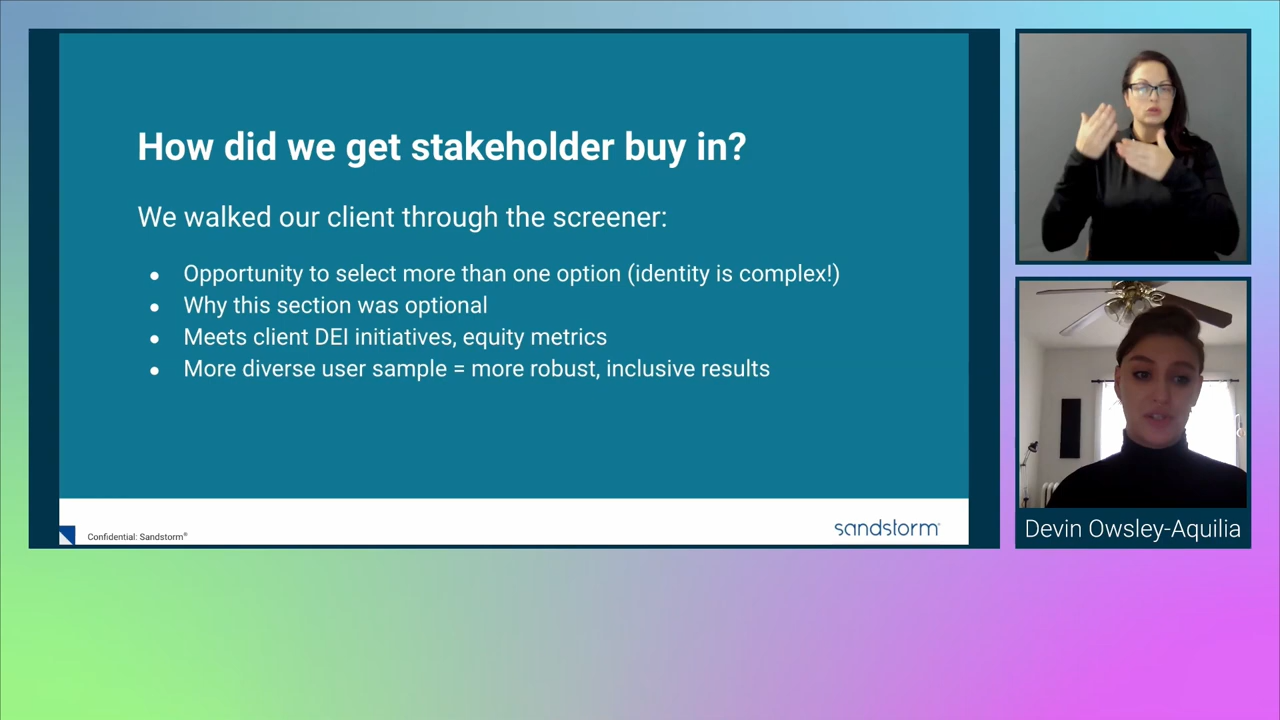 How did we get stakeholder buy in?
We walked our client through the screener:
● Opportunity to select more than one option (identity is complex!)
● Why this section was optional
● Meets client DEI initiatives, equity metrics
● More diverse user sample = more robust, inclusive results
Confidential: Sandstorm®
sandstorm®
Devin Owsley-Aquilia